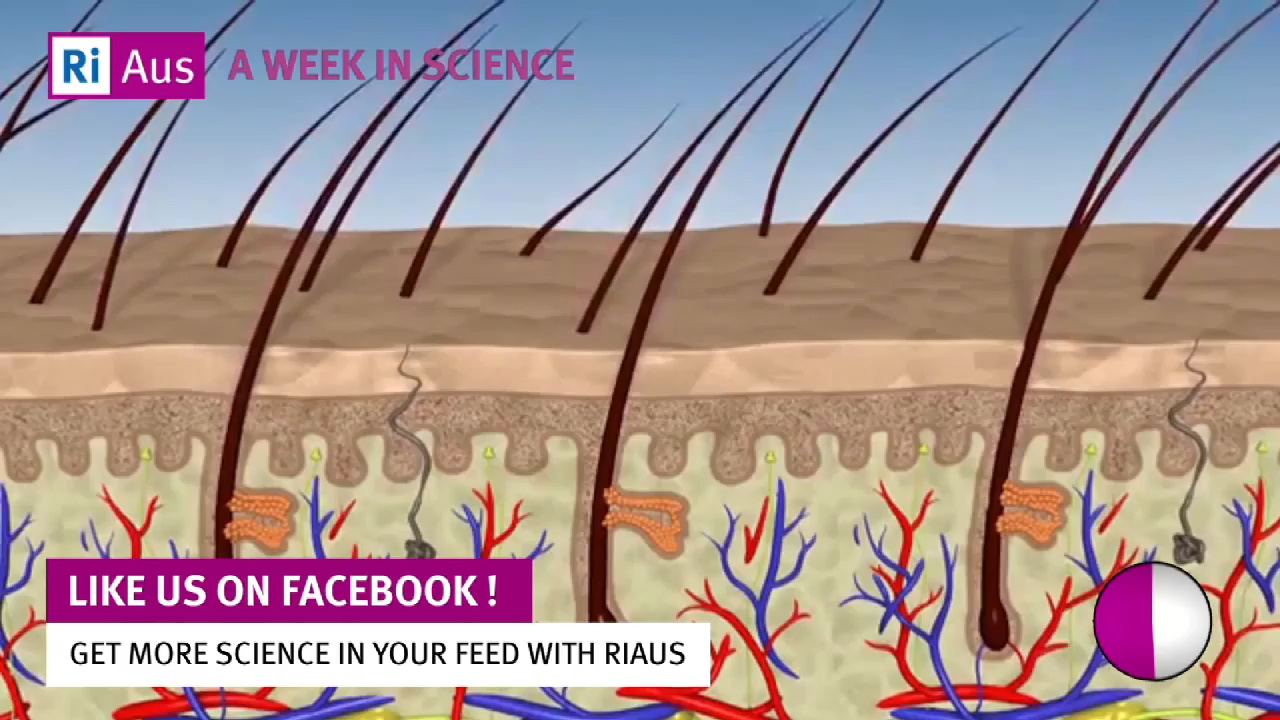 Ri Aus A WEEK IN SCIENCE
LIKE US ON FACEBOOK !
GET MORE SCIENCE IN YOUR FEED WITH RIAUS